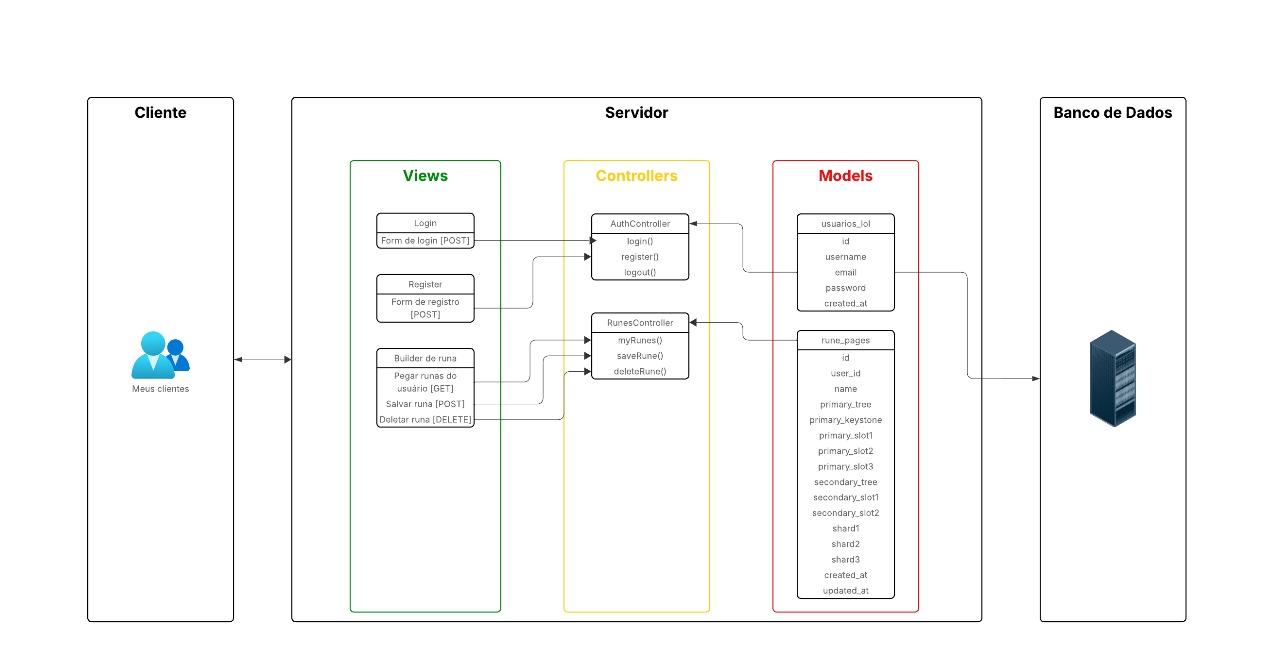 Cliente
Meus clientes
Servidor
Views
Login
Form de login [POST]
Register
Form de registro
[POST]
Builder de runa
Pegar runas do
usuário [GET]
Salvar runa [POST]
Deletar runa [DELETE]
Controllers
AuthController
login()
register()
logout()
RunesController
myRunes()
saveRune()
deleteRune()
Models
usuarios_lol
id
username
email
password
created_at
rune_pages
id
user_id
name
primary_tree
primary_keystone
primary_slot1
primary_slot2
primary_slot3
secondary_tree
secondary_slot1
secondary_slot2
shard1
shard2
shard3
created_at
updated_at
Banco de Dados